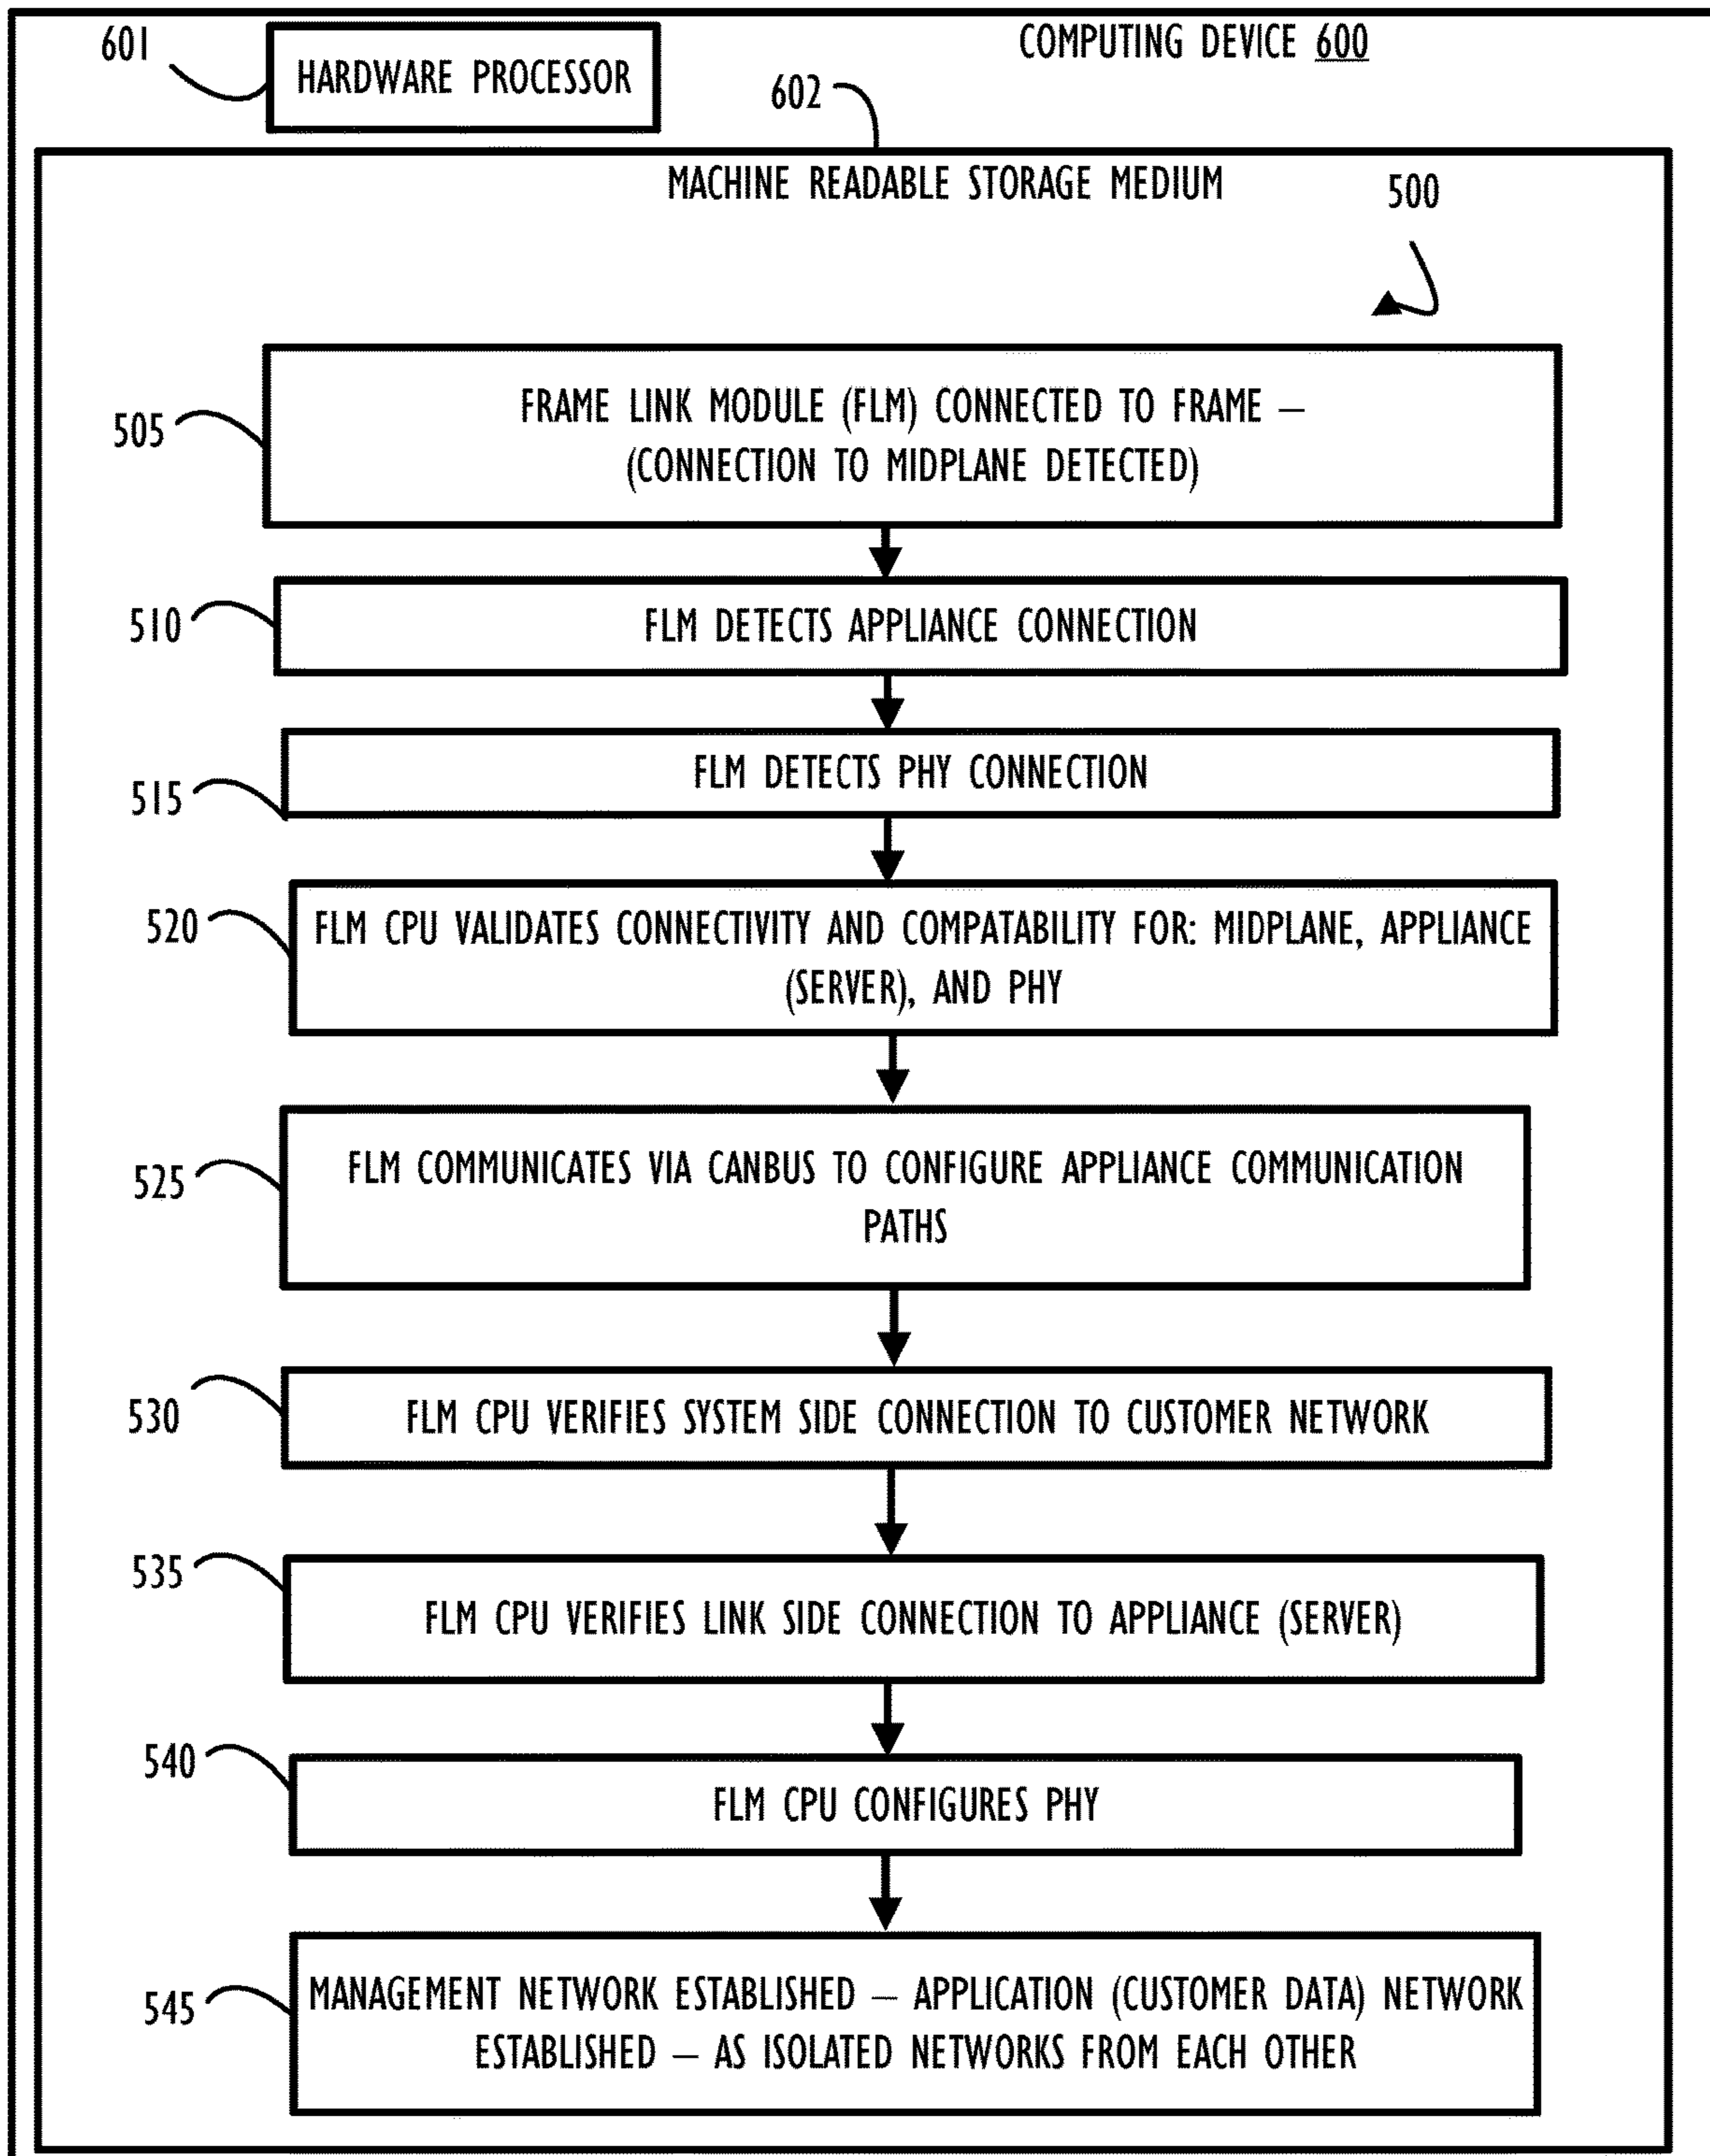 601
HARDWARE PROCESSOR
COMPUTING DEVICE 600
602
MACHINE READABLE STORAGE MEDIUM
500
505
FRAME LINK MODULE (FLM) CONNECTED TO FRAME –
(CONNECTION TO MIDPLANE DETECTED)
510
FLM DETECTS APPLIANCE CONNECTION
515
FLM DETECTS PHY CONNECTION
520
FLM CPU VALIDATES CONNECTIVITY AND COMPATABILITY FOR: MIDPLANE, APPLIANCE
(SERVER), AND PHY
525
FLM COMMUNICATES VIA CANBUS TO CONFIGURE APPLIANCE COMMUNICATION
PATHS
530
FLM CPU VERIFIES SYSTEM SIDE CONNECTION TO CUSTOMER NETWORK
535
FLM CPU VERIFIES LINK SIDE CONNECTION TO APPLIANCE (SERVER)
540
FLM CPU CONFIGURES PHY
545
MANAGEMENT NETWORK ESTABLISHED – APPLICATION (CUSTOMER DATA) NETWORK
ESTABLISHED – AS ISOLATED NETWORKS FROM EACH OTHER